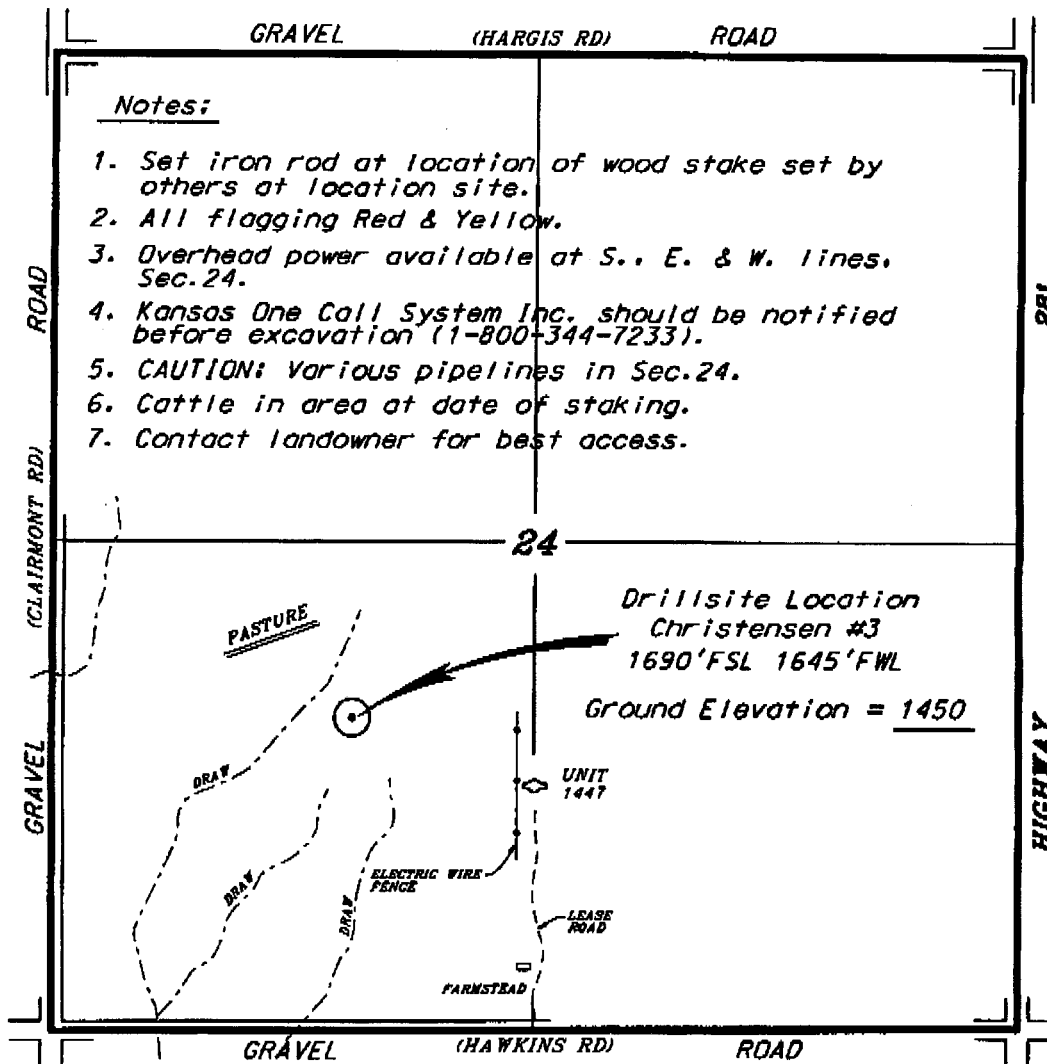 GRAVEL (HARGIS RD) ROAD
Notes:
1. Set iron rod at location of wood stake set by
others at location site.
2. All flagging Red & Yellow.
3. Overhead power available at S., E. & W. lines,
Sec.24.
4. Kansas One Call System Inc. should be notified
before excavation (1-800-344-7233).
5. CAUTION: Various pipelines in Sec.24.
6. Cattle in area at date of staking.
7. Contact landowner for best access.
GRAVEL (CLAIRMONT RD) ROAD
HIGHWAY 281
24
PASTURE
Drillsite Location
Christensen #3
1690'FSL 1645'FWL
Ground Elevation = 1450
DRAW
UNIT
1447
ELECTRIC WIRE
FENCE
DRAW
DRAW
LEASE
ROAD
FARMSTEAD
GRAVEL (HAWKINS RD) ROAD